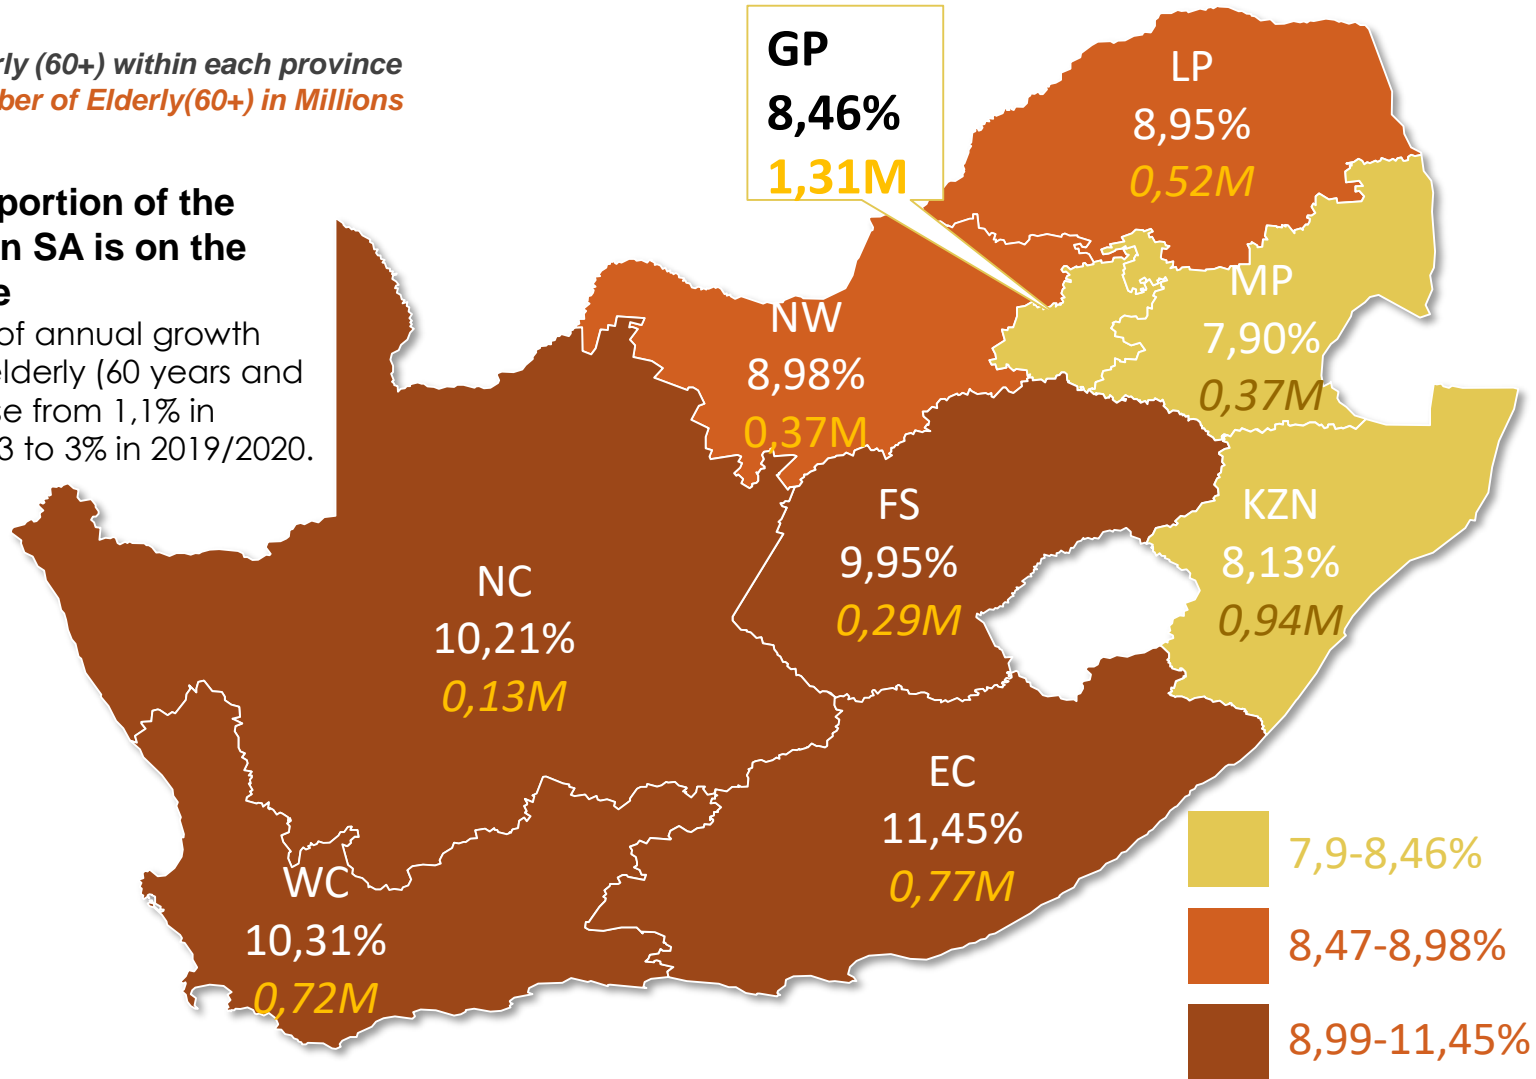 rly (60+) within each province
ber of Elderly(60+) in Millions
portion of the
n SA is on the
e
of annual growth
elderly (60 years and
se from 1,1% in
3 to 3% in 2019/2020.
GP
8,46%
1,31M
LP
8,95%
0,52M
MP
7,90%
0,37M
NW
8,98%
0,37M
FS
9,95%
0,29M
KZN
8,13%
0,94M
NC
10,21%
0,13M
EC
11,45%
0,77M
WC
10,31%
0,72M
7,9-8,46%
8,47-8,98%
8,99-11,45%